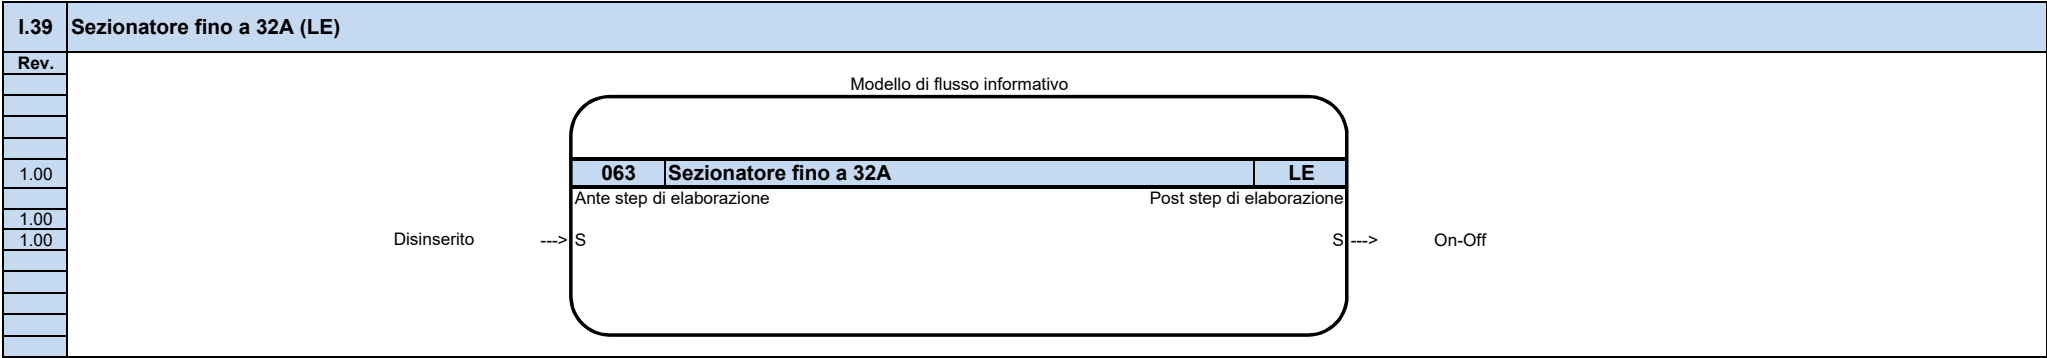 I.39 Sezionatore fino a 32A (LE)
Rev.
Modello di flusso informativo
1.00 063 Sezionatore fino a 32A LE
Ante step di elaborazione Post step di elaborazione
1.00
1.00 Disinserito ---> S S ---> On-Off